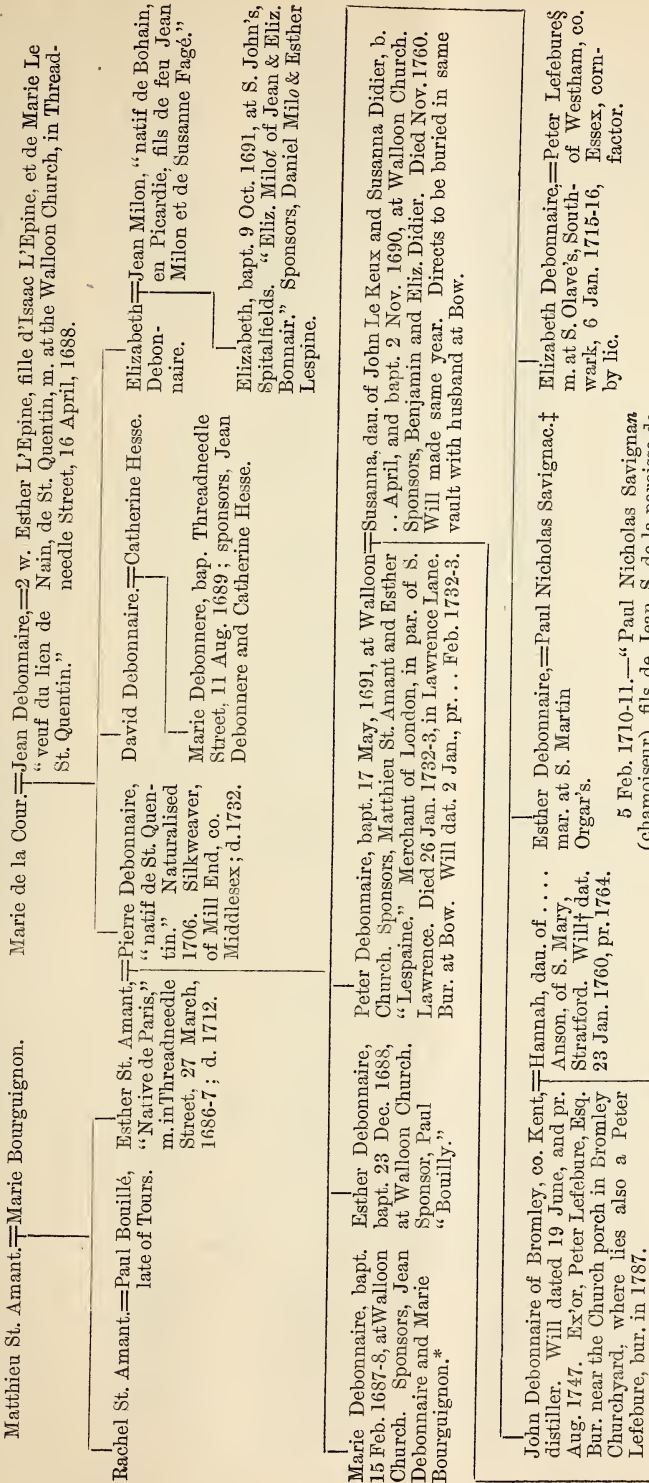 Matthieu St. Amant.=Marie Bourguignon.
Marie de la Cour.=Jean Debonnaire,=2 w. Esther L'Epine, fille d'Isaac L'Epine, et de Marie Le
"veuf du lien de Nain, de St. Quentin, m. at the Walloon Church, in Thread-
St. Quentin." needle Street, 16 April, 1688.
Rachel St. Amant.=Paul Bouillé,
late of Tours.
Esther St. Amant,=Pierre Debonnaire,
"Native de Paris," "natif de St. Quen-
m. in Threadneedle tin." Naturalised
Street, 27 March, 1706. Silkweaver,
1686-7; d. 1712. of Mill End, co.
Middlesex; d. 1732.
David Debonnaire.=Catherine Hesse.
Marie Debonnere, bap. Threadneedle
Street, 11 Aug. 1689; sponsors, Jean
Debonnere and Catherine Hesse.
Elizabeth=Jean Milon, "natif de Bohain,
Debon- en Picardie, fils de feu Jean
naire. Milon et de Susanne Fagé."
Elizabeth, bapt. 9 Oct. 1691, at S. John's,
Spitalfields. "Eliz. Milot of Jean & Eliz.
Bonnair." Sponsors, Daniel Milo & Esther
Lespine.
Marie Debonnaire, bapt.
15 Feb. 1687-8, at Walloon
Church. Sponsors, Jean
Debonnaire and Marie
Bourguignon.*
Esther Debonnaire,
bapt. 23 Dec. 1688,
at Walloon Church.
Sponsor, Paul
"Bouilly."
Peter Debonnaire, bapt. 17 May, 1691, at Walloon=Susanna, dau. of John Le Keux and Susanna Didier, b.
Church. Sponsors, Matthieu St. Amant and Esther .. April, and bapt. 2 Nov. 1690, at Walloon Church.
"Lespaine." Merchant of London, in par. of S. Sponsors, Benjamin and Eliz. Didier. Died Nov. 1760.
Lawrence. Died 26 Jan. 1732-3, in Lawrence Lane. Will made same year. Directs to be buried in same
Bur. at Bow. Will dat. 2 Jan., pr. . . Feb. 1732-3. vault with husband at Bow.
John Debonnaire of Bromley, co. Kent,=Hannah, dau. of ....
distiller. Will dated 19 June, and pr. Anson, of S. Mary,
Aug. 1747. Ex'or, Peter Lefebure, Esq. Stratford. Will† dat.
Bur. near the Church porch in Bromley 23 Jan. 1760, pr. 1764.
Churchyard, where lies also a Peter
Lefebure, bur. in 1787.
Esther Debonnaire,=Paul Nicholas Savignac.‡
mar. at S. Martin
Orgar's.
5 Feb. 1710-11.—"Paul Nicholas Savignan
(chamoiseur), fils de Jean S. de la paroisse de
Elizabeth Debonnaire,=Peter Lefebure§
m. at S. Olave's, South- of Westham, co.
wark, 6 Jan. 1715-16, Essex, corn-
by lic. factor.